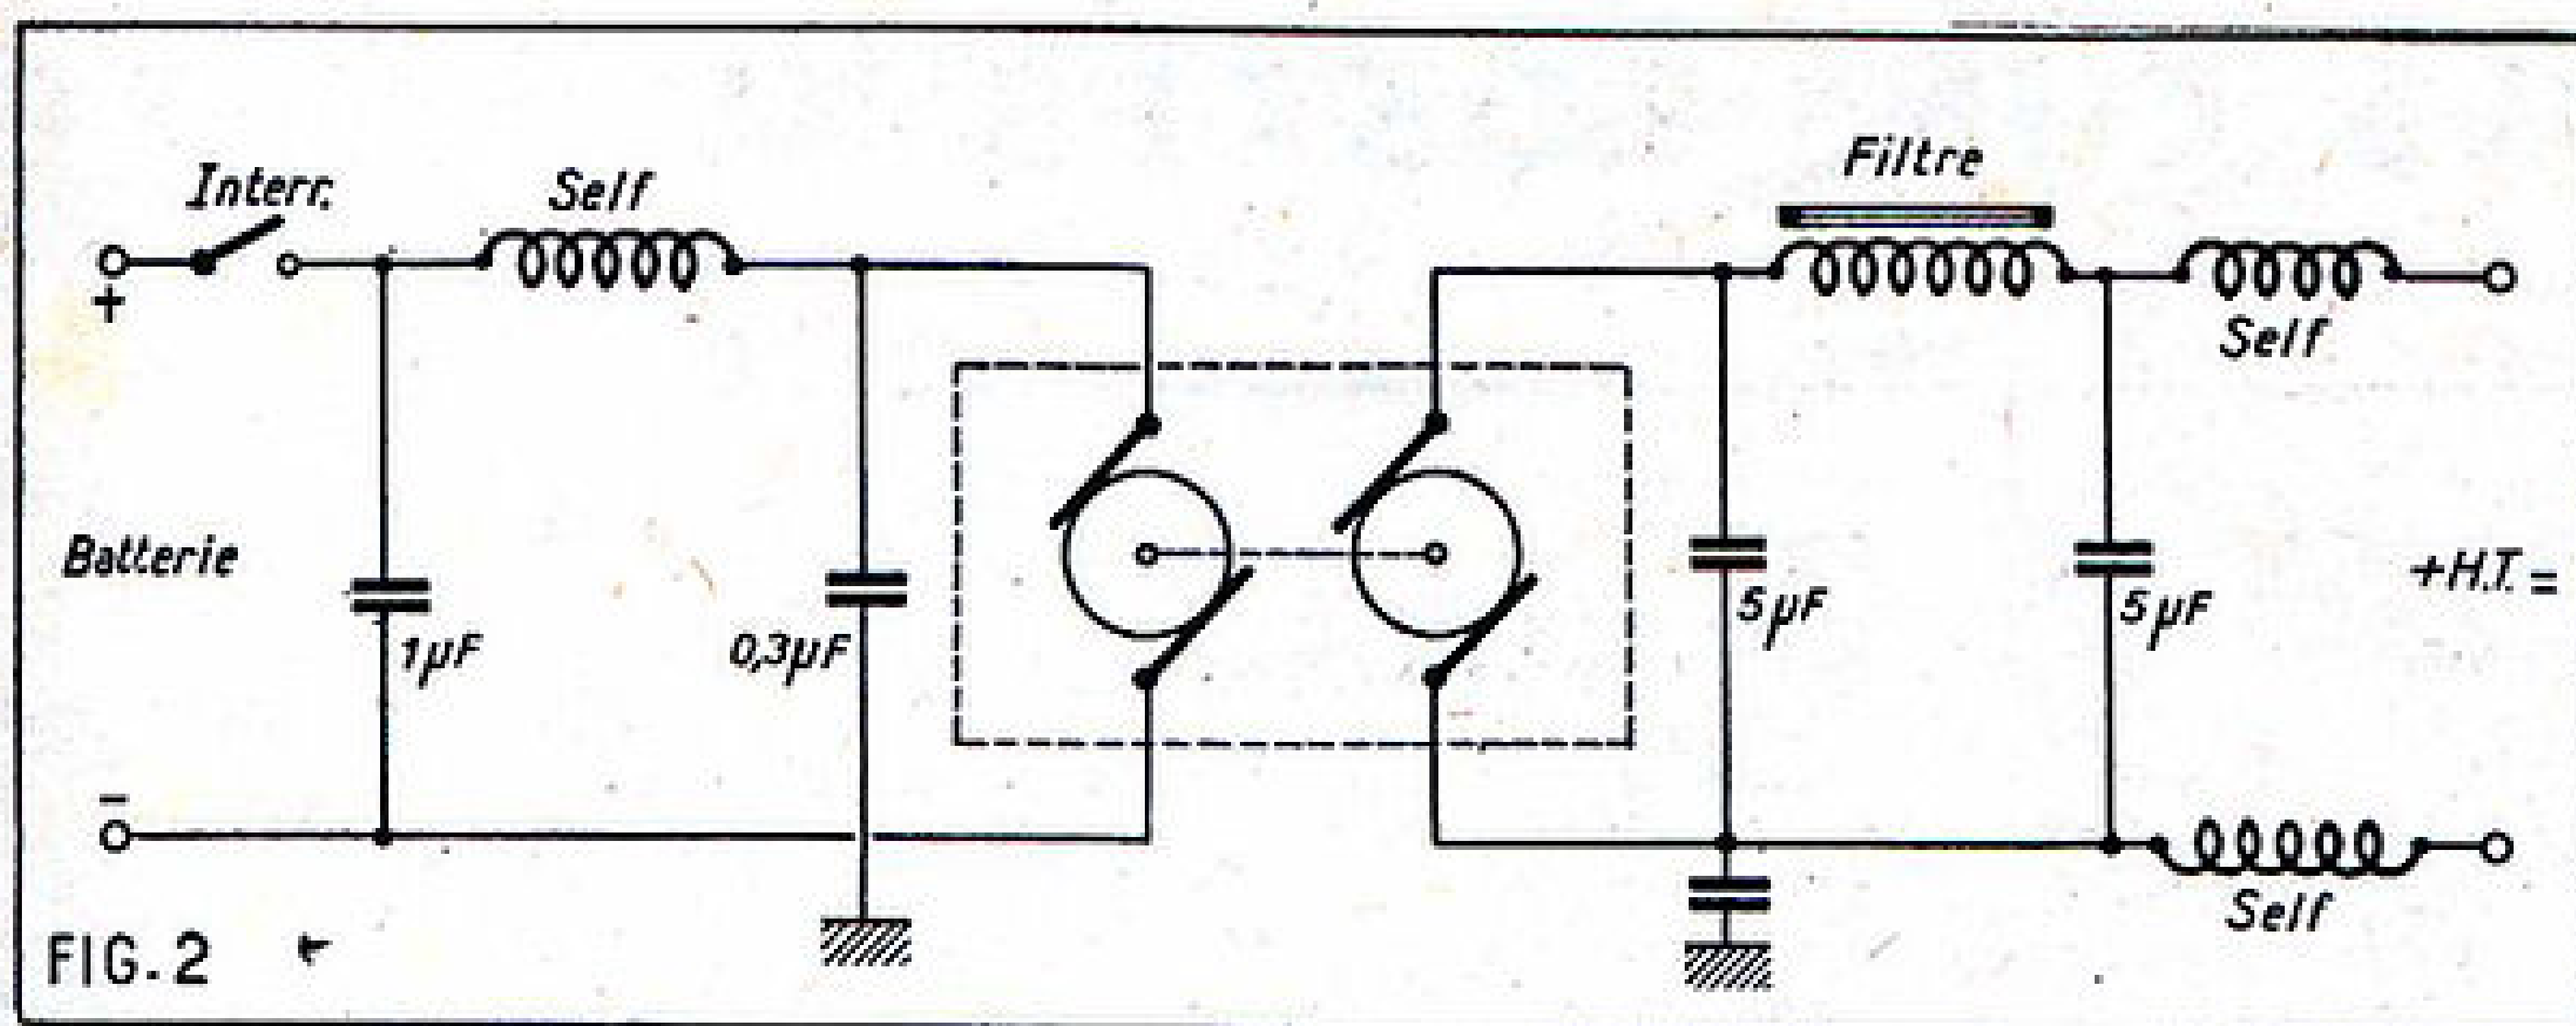 Interr.
Self
Filtre
+
Self
Batterie
1µF
0,3µF
5µF
5µF
+H.T. =
-
Self
FIG. 2